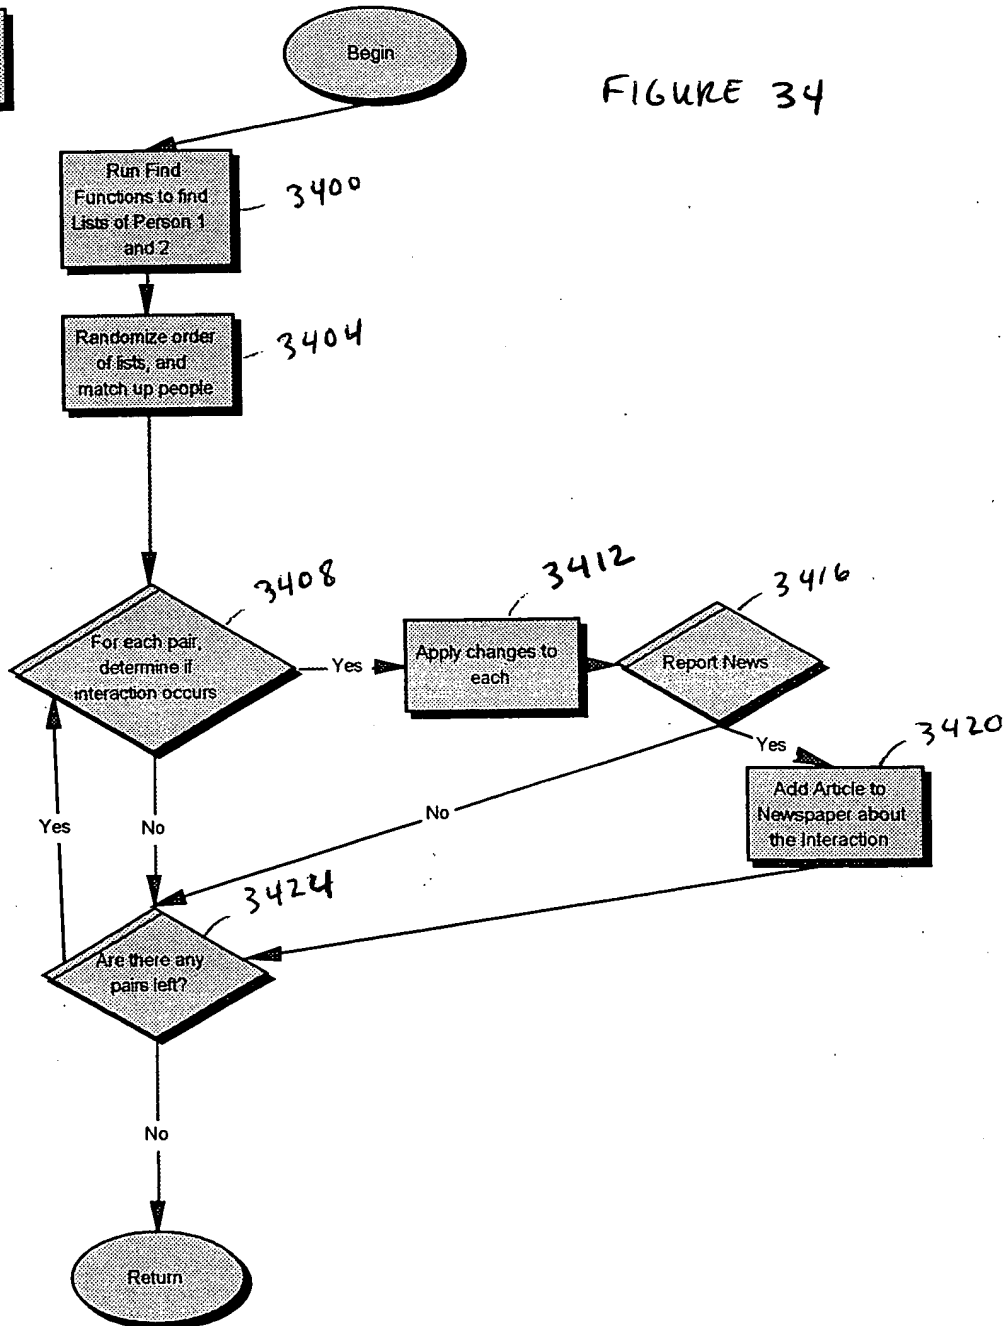 Begin
FIGURE 34
Run Find
Functions to find
Lists of Person 1
and 2
3400
Randomize order
of lists, and
match up people
3404
For each pair,
determine if
interaction occurs
3408
Yes
Apply changes to
each
3412
Report News
3416
Yes
Add Article to
Newspaper about
the Interaction
3420
No
Yes
No
Are there any
pairs left?
3424
No
Return